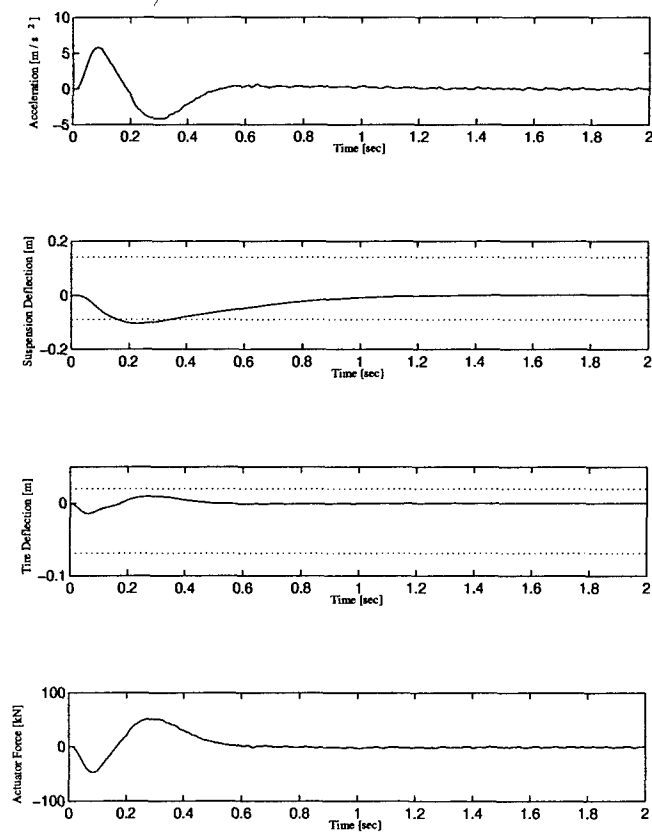 10
5
0
−5
Acceleration [m / s 2 ]
0 0.2 0.4 0.6 0.8 1 1.2 1.4 1.6 1.8 2
Time [sec]
0.2
0
−0.2
Suspension Deflection [m]
0 0.2 0.4 0.6 0.8 1 1.2 1.4 1.6 1.8 2
Time [sec]
0
−0.1
Tire Deflection [m]
0 0.2 0.4 0.6 0.8 1 1.2 1.4 1.6 1.8 2
Time [sec]
100
0
−100
Actuator Force [kN]
0 0.2 0.4 0.6 0.8 1 1.2 1.4 1.6 1.8 2
Time [sec]